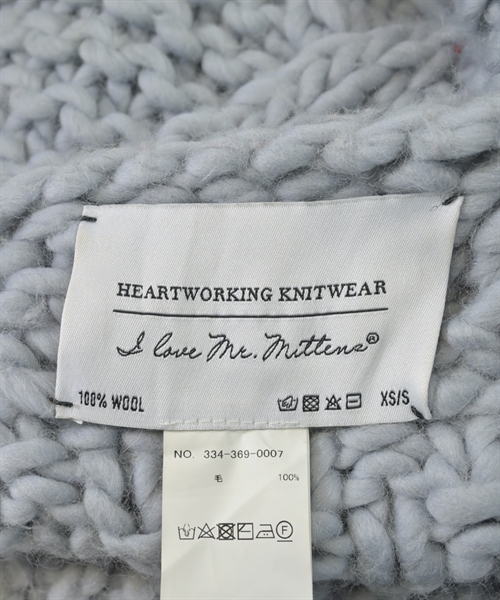 HEARTWORKING KNITWEAR
I love Mr. Mittens®
100% WOOL XS/S
NO. 334-369-0007
毛 100%